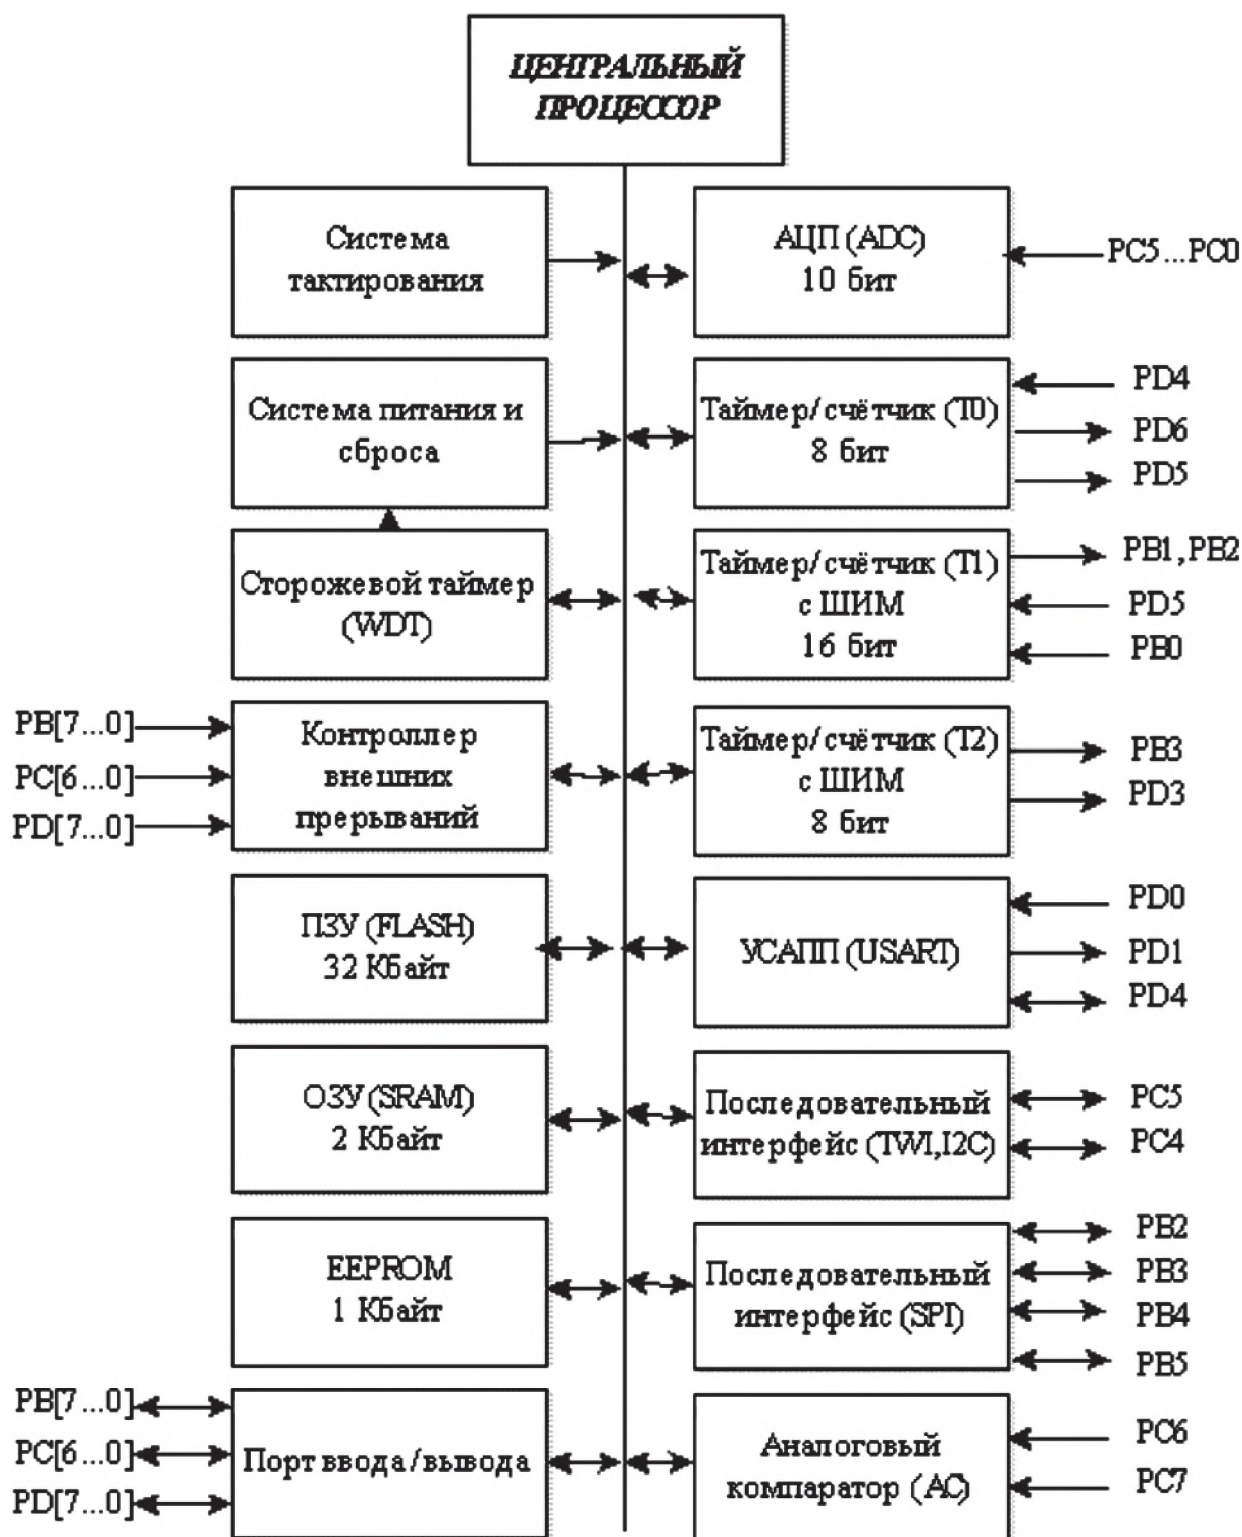 ЦЕНТРАЛЬНЫЙ
ПРОЦЕССОР
Система
тактирования
АЦП (ADC)
10 бит
PC5...PC0
Система питания и
сброса
Таймер/счётчик (T0)
8 бит
PD4
PD6
PD5
Сторожевой таймер
(WDT)
Таймер/счётчик (T1)
с ШИМ
16 бит
PB1, PB2
PD5
PB0
PB[7...0]
PC[6...0]
PD[7...0]
Контроллер
внешних
прерываний
Таймер/счётчик (T2)
с ШИМ
8 бит
PB3
PD3
ПЗУ (FLASH)
32 Кбайт
УСАПП (USART)
PD0
PD1
PD4
ОЗУ (SRAM)
2 Кбайт
Последовательный
интерфейс (TWI,I2C)
PC5
PC4
EEPROM
1 Кбайт
Последовательный
интерфейс (SPI)
PB2
PB3
PB4
PB5
PB[7...0]
PC[6...0]
PD[7...0]
Порт ввода/вывода
Аналоговый
компаратор (AC)
PC6
PC7